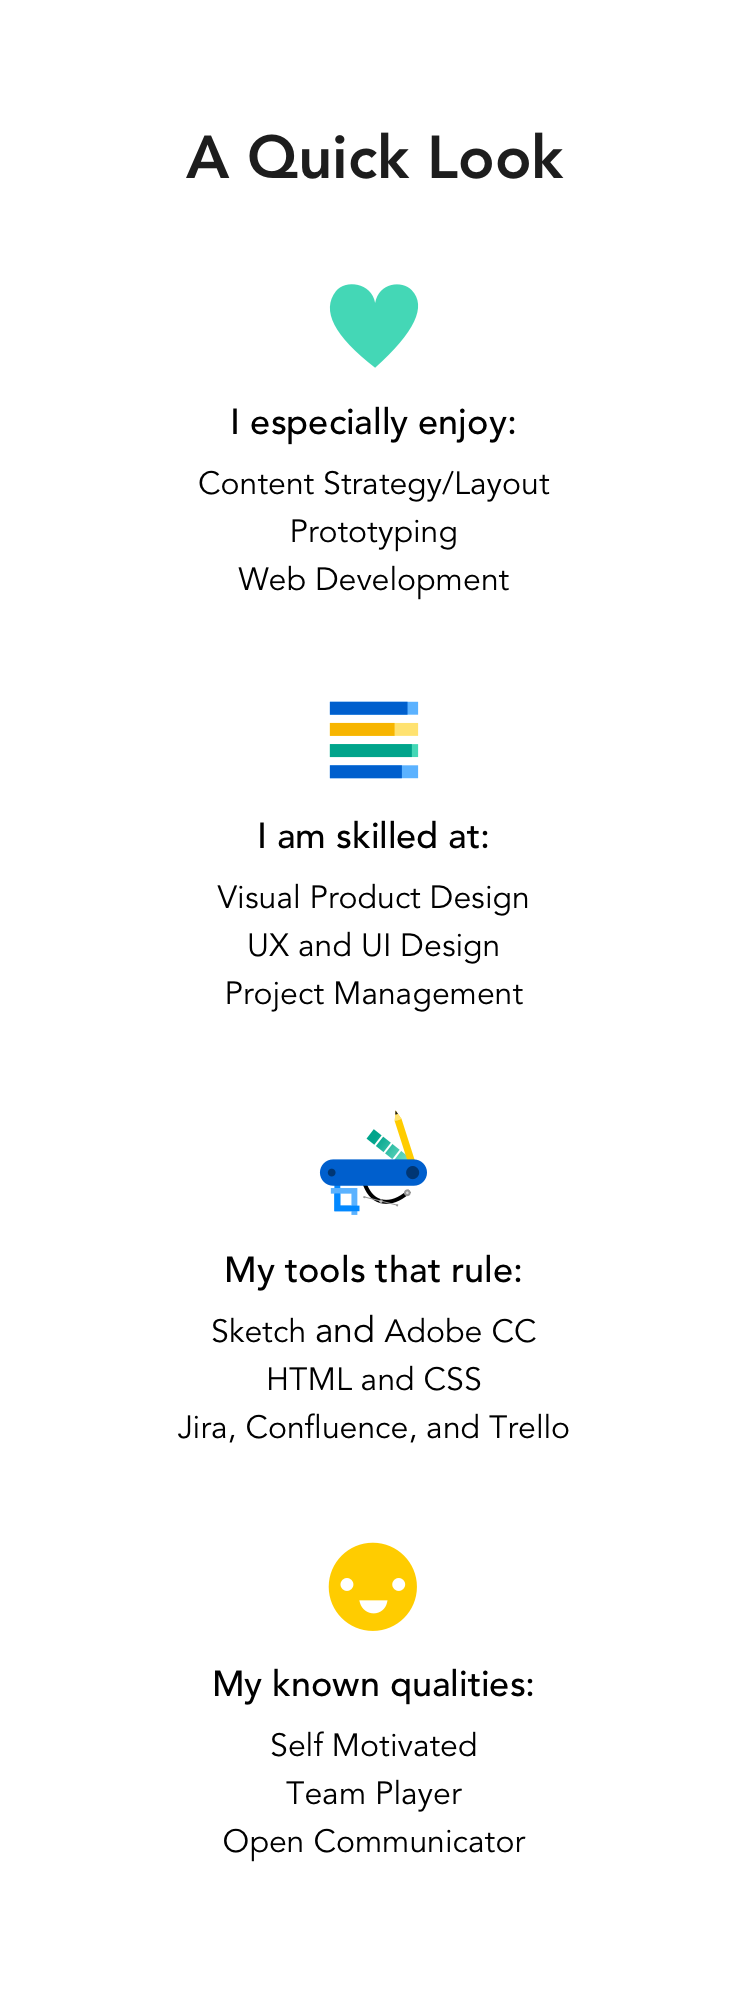 A Quick Look
I especially enjoy:
Content Strategy/Layout
Prototyping
Web Development
I am skilled at:
Visual Product Design
UX and UI Design
Project Management
My tools that rule:
Sketch and Adobe CC
HTML and CSS
Jira, Confluence, and Trello
My known qualities:
Self Motivated
Team Player
Open Communicator